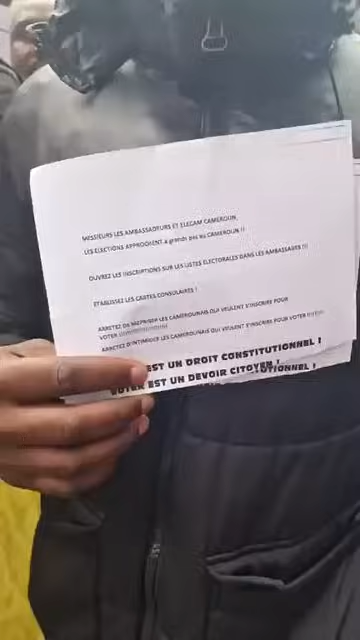 MESSIEURS LES AMBASSADEURS ET ELECAM CAMEROUN,
LES ELECTIONS APPROCHENT a grands pas au CAMEROUN !!
OUVREZ LES INSCRIPTIONS SUR LES LISTES ELECTORALES DANS LES AMBASSADES !!!
ETABLISSEZ LES CARTES CONSULAIRES !
ARRETEZ DE MEPRISER LES CAMEROUNAIS QUI VEULENT S'INSCRIRE POUR
VOTER
ARRETEZ D'INTIMIDER LES CAMEROUNAIS QUI VEULENT S'INSCRIRE POUR VOTER
EST UN DROIT CONSTITUTIONNEL !
VOTER EST UN DEVOIR CITOYEN !
TUTIONNEL !